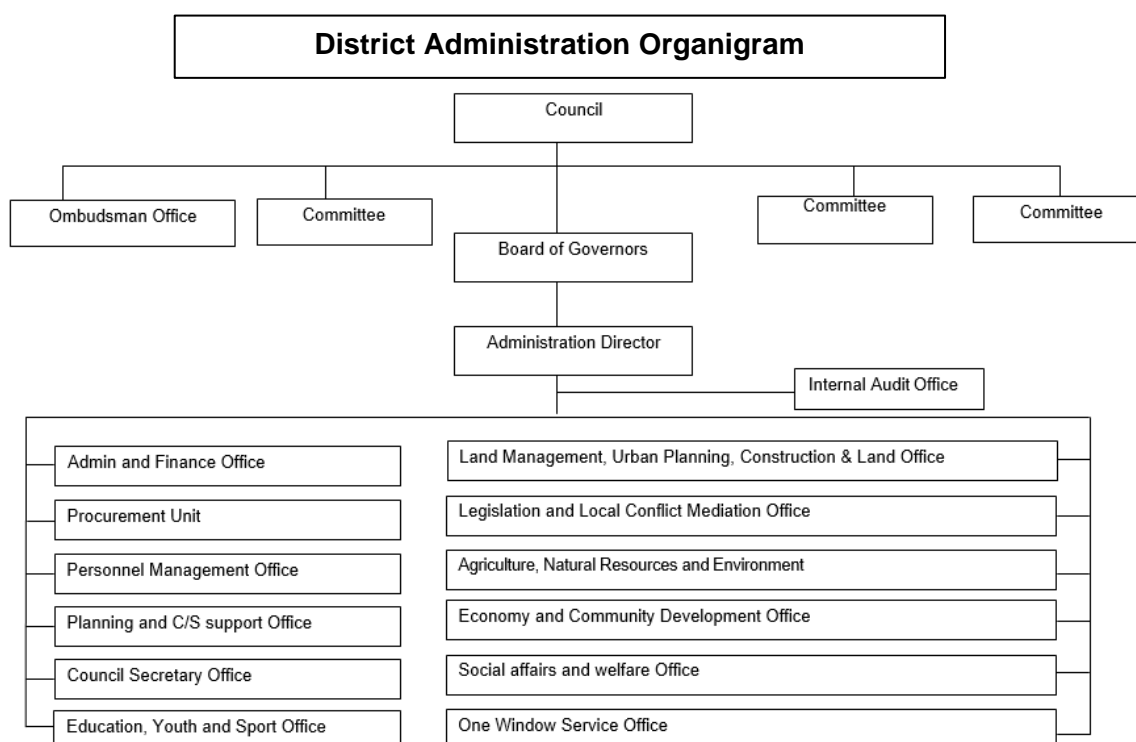 District Administration Organigram
Council
Ombudsman Office
Committee
Committee
Committee
Board of Governors
Administration Director
Internal Audit Office
Admin and Finance Office
Procurement Unit
Personnel Management Office
Planning and C/S support Office
Council Secretary Office
Education, Youth and Sport Office
Land Management, Urban Planning, Construction & Land Office
Legislation and Local Conflict Mediation Office
Agriculture, Natural Resources and Environment
Economy and Community Development Office
Social affairs and welfare Office
One Window Service Office